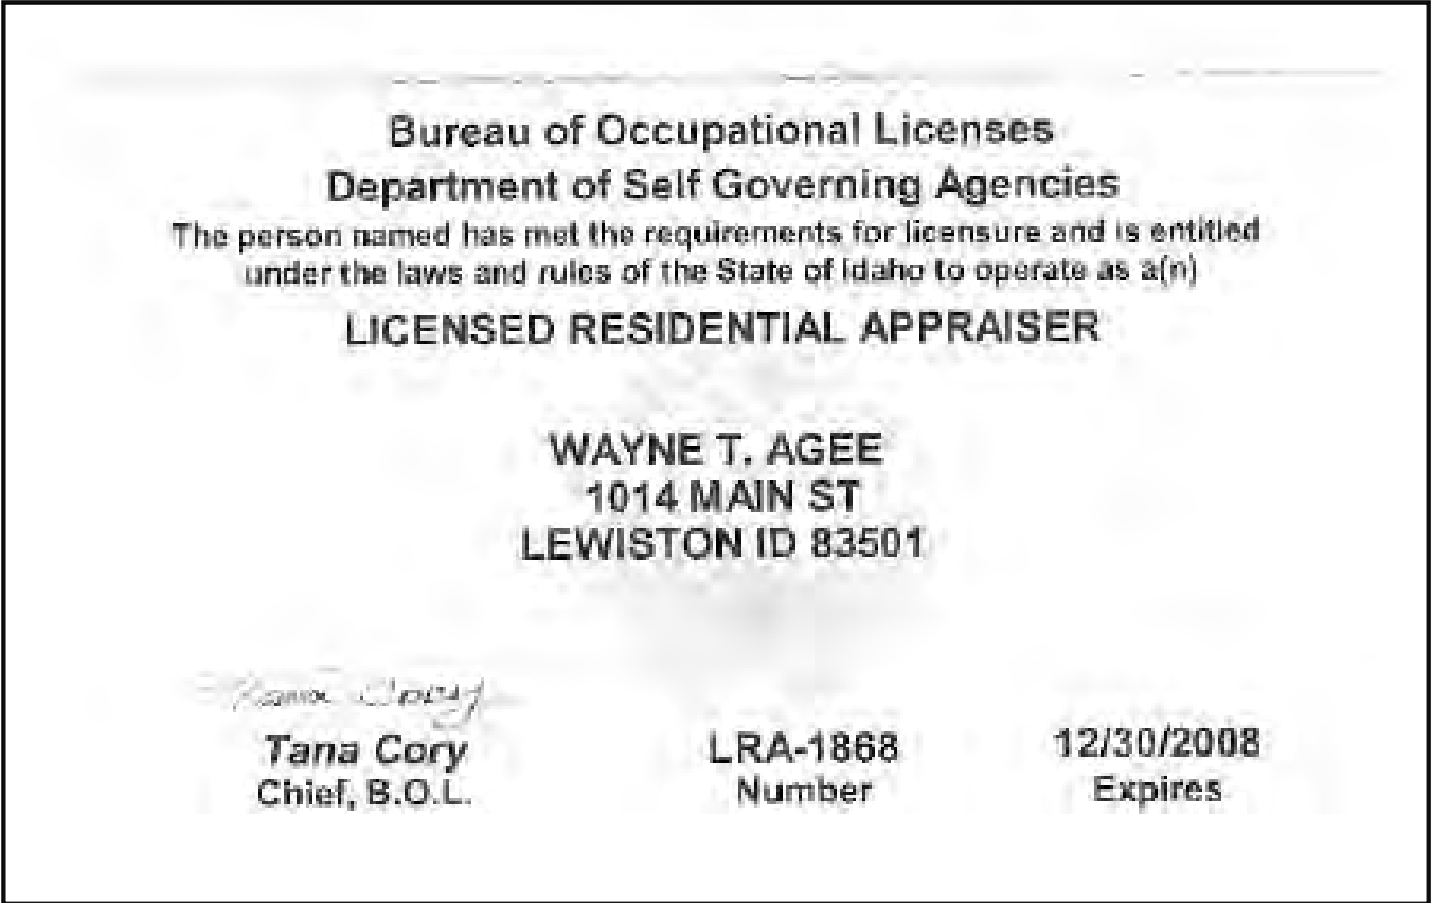 Bureau of Occupational Licenses
Department of Self Governing Agencies
The person named has met the requirements for licensure and is entitled
under the laws and rules of the State of Idaho to operate as a(n)
LICENSED RESIDENTIAL APPRAISER
WAYNE T. AGEE
1014 MAIN ST
LEWISTON ID 83501
Tana Cory
Tana Cory
Chief, B.O.L.
LRA-1868
Number
12/30/2008
Expires